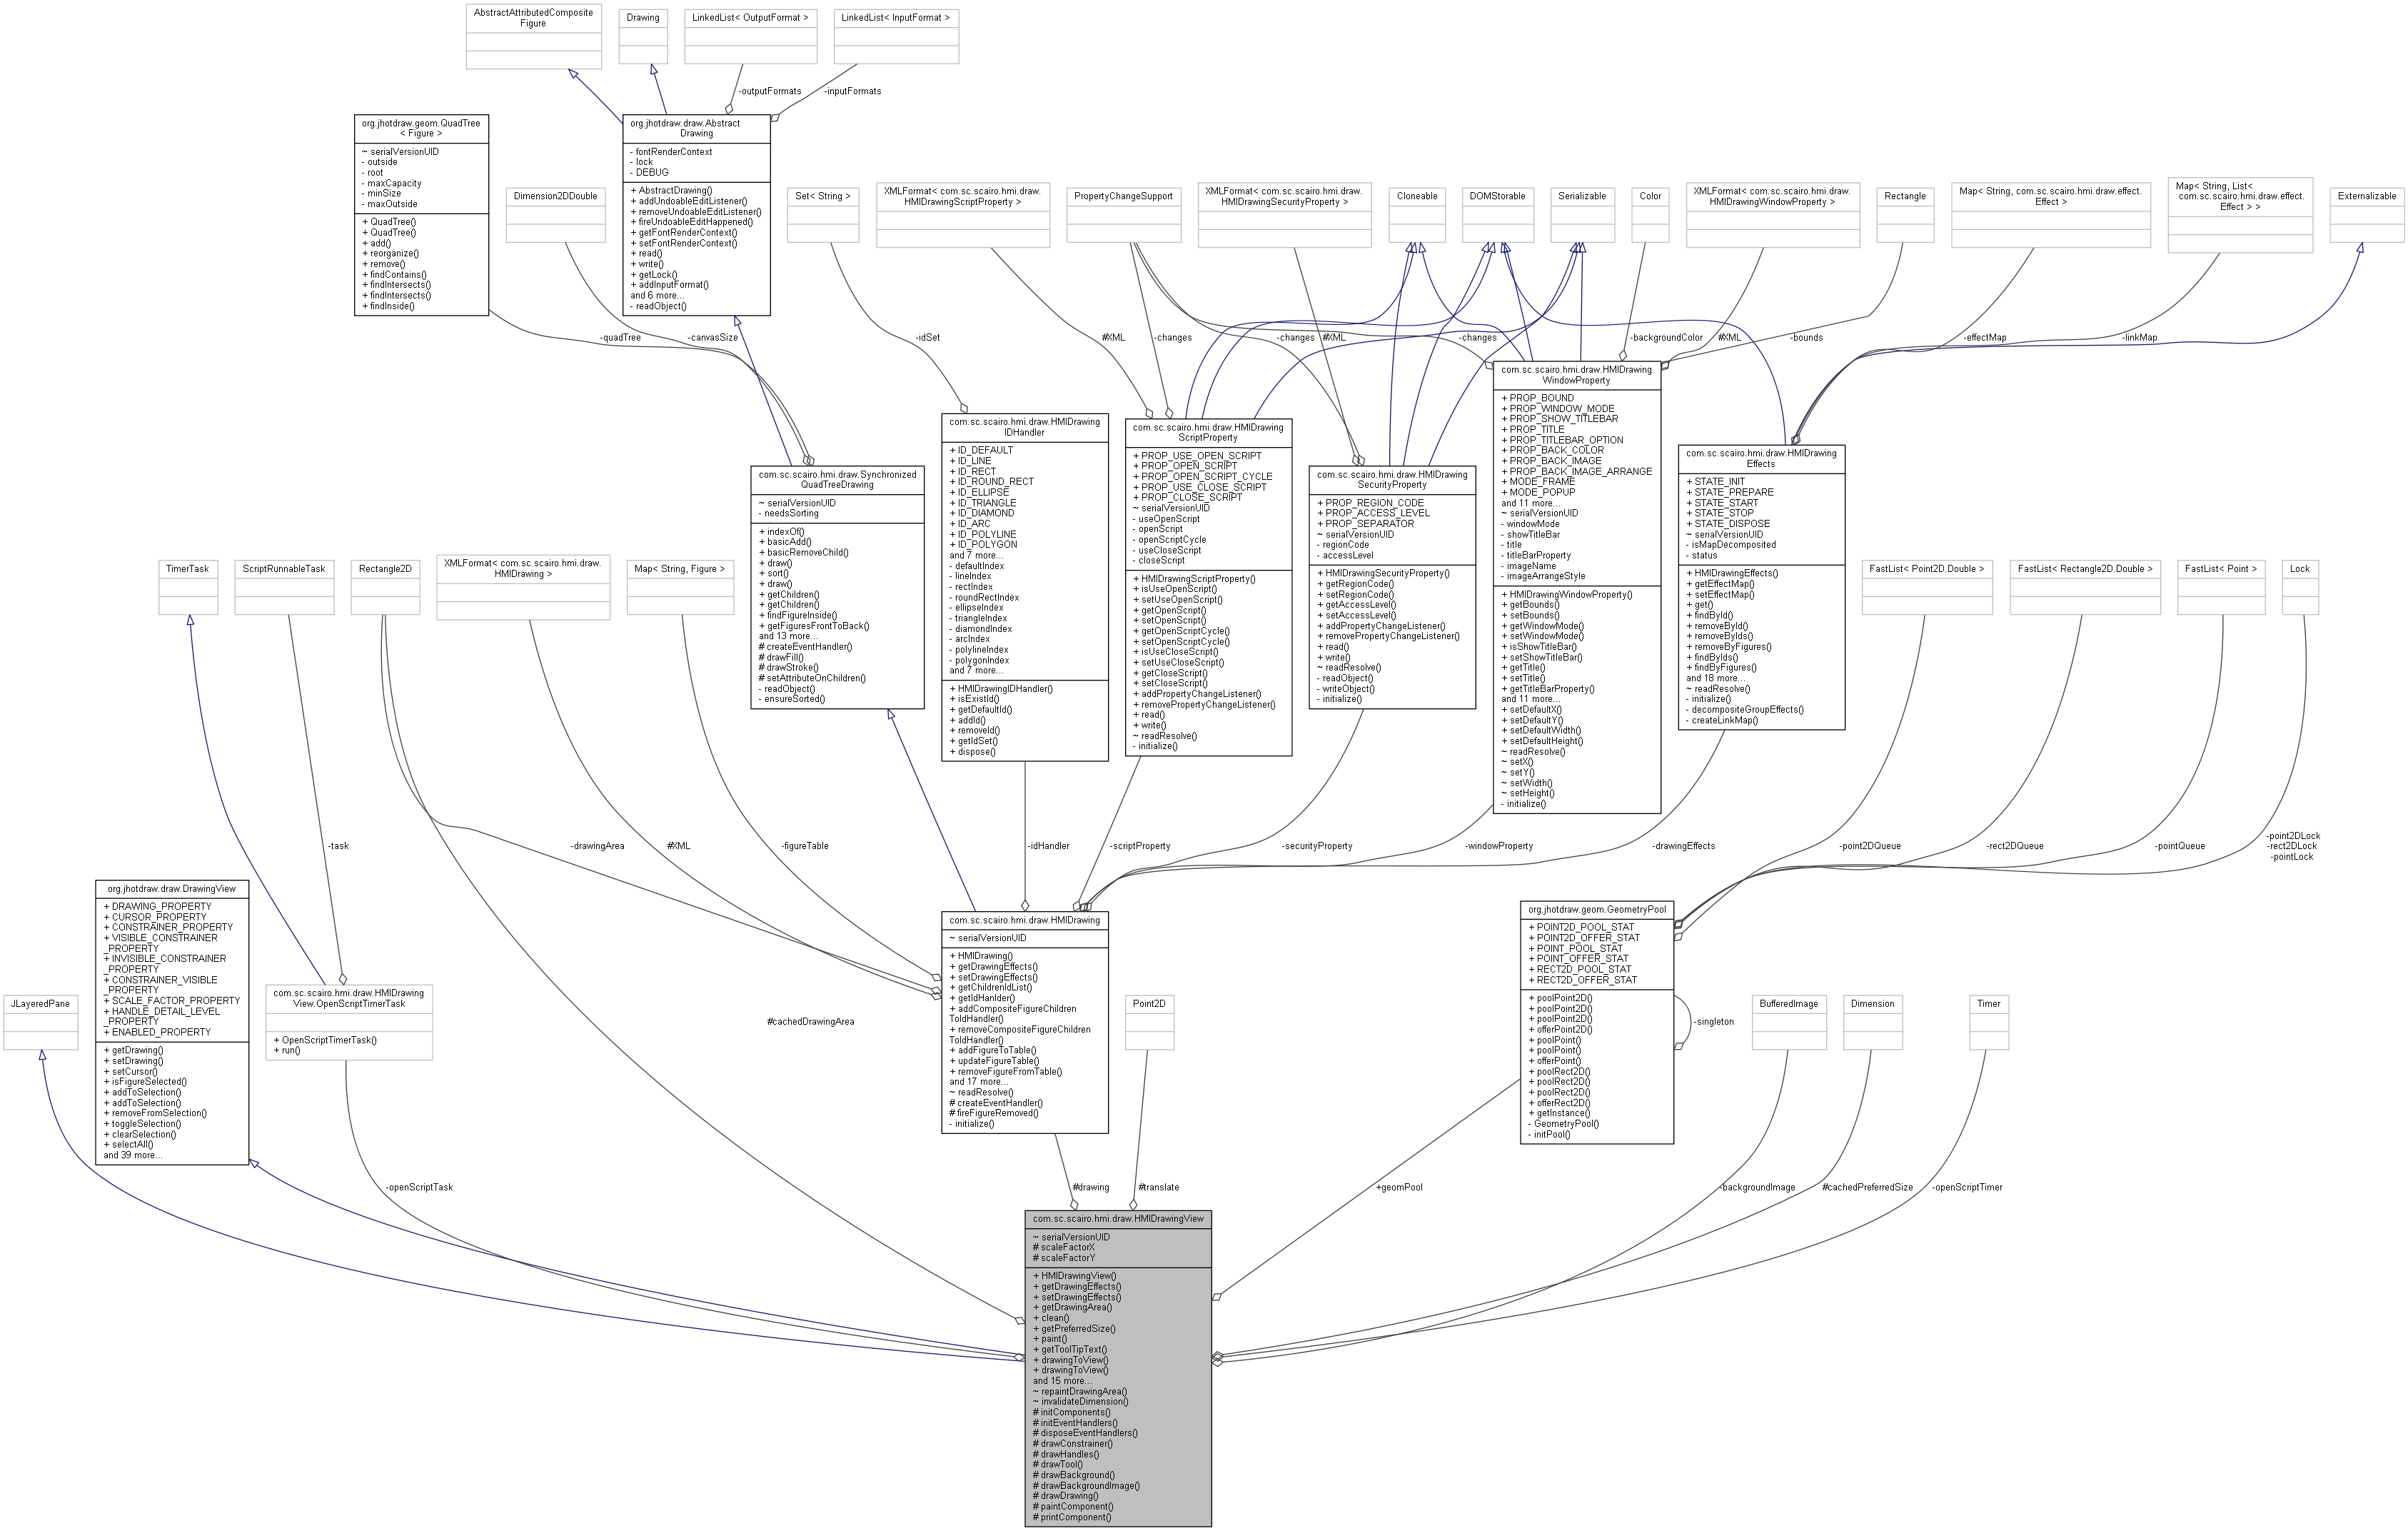 AbstractAttributedComposite
Figure
Drawing
LinkedList< OutputFormat >
LinkedList< InputFormat >
-outputFormats
-inputFormats
org.jhotdraw.geom.QuadTree
< Figure >
~ serialVersionUID
- outside
- root
- maxCapacity
- minSize
- maxOutside
+ QuadTree()
+ QuadTree()
+ add()
+ reorganize()
+ remove()
+ findContains()
+ findIntersects()
+ findIntersects()
+ findInside()
org.jhotdraw.draw.Abstract
Drawing
- fontRenderContext
- lock
- DEBUG
+ AbstractDrawing()
+ addUndoableEditListener()
+ removeUndoableEditListener()
+ fireUndoableEditHappened()
+ getFontRenderContext()
+ setFontRenderContext()
+ read()
+ write()
+ getLock()
+ addInputFormat()
and 6 more...
- readObject()
Dimension2DDouble
Set< String >
XMLFormat< com.sc.scairo.hmi.draw.
HMIDrawingScriptProperty >
PropertyChangeSupport
XMLFormat< com.sc.scairo.hmi.draw.
HMIDrawingSecurityProperty >
Cloneable
DOMStorable
Serializable
Color
XMLFormat< com.sc.scairo.hmi.draw.
HMIDrawingWindowProperty >
Rectangle
Map< String, com.sc.scairo.hmi.draw.effect.
Effect >
Map< String, List<
com.sc.scairo.hmi.draw.effect.
Effect > >
Externalizable
-quadTree
-canvasSize
-idSet
#XML
-changes
-changes
#XML
-changes
-backgroundColor
#XML
-bounds
-effectMap
-linkMap
com.sc.scairo.hmi.draw.Synchronized
QuadTreeDrawing
~ serialVersionUID
- needsSorting
+ indexOf()
+ basicAdd()
+ basicRemoveChild()
+ draw()
+ sort()
+ draw()
+ getChildren()
+ getChildren()
+ findFigureInside()
+ getFiguresFrontToBack()
and 13 more...
# createEventHandler()
# drawFill()
# drawStroke()
# setAttributeOnChildren()
- readObject()
- ensureSorted()
com.sc.scairo.hmi.draw.HMIDrawing
IDHandler
+ ID_DEFAULT
+ ID_LINE
+ ID_RECT
+ ID_ROUND_RECT
+ ID_ELLIPSE
+ ID_TRIANGLE
+ ID_DIAMOND
+ ID_ARC
+ ID_POLYLINE
+ ID_POLYGON
and 7 more...
- defaultIndex
- lineIndex
- rectIndex
- roundRectIndex
- ellipseIndex
- triangleIndex
- diamondIndex
- arcIndex
- polylineIndex
- polygonIndex
and 7 more...
+ HMIDrawingIDHandler()
+ isExistId()
+ getDefaultId()
+ addId()
+ removeId()
+ getIdSet()
+ dispose()
com.sc.scairo.hmi.draw.HMIDrawing
ScriptProperty
+ PROP_USE_OPEN_SCRIPT
+ PROP_OPEN_SCRIPT
+ PROP_OPEN_SCRIPT_CYCLE
+ PROP_USE_CLOSE_SCRIPT
+ PROP_CLOSE_SCRIPT
~ serialVersionUID
- useOpenScript
- openScript
- openScriptCycle
- useCloseScript
- closeScript
+ HMIDrawingScriptProperty()
+ isUseOpenScript()
+ setUseOpenScript()
+ getOpenScript()
+ setOpenScript()
+ getOpenScriptCycle()
+ setOpenScriptCycle()
+ isUseCloseScript()
+ setUseCloseScript()
+ getCloseScript()
+ setCloseScript()
+ addPropertyChangeListener()
+ removePropertyChangeListener()
+ read()
+ write()
~ readResolve()
- initialize()
com.sc.scairo.hmi.draw.HMIDrawing
SecurityProperty
+ PROP_REGION_CODE
+ PROP_ACCESS_LEVEL
+ PROP_SEPARATOR
~ serialVersionUID
- regionCode
- accessLevel
+ HMIDrawingSecurityProperty()
+ getRegionCode()
+ setRegionCode()
+ getAccessLevel()
+ setAccessLevel()
+ addPropertyChangeListener()
+ removePropertyChangeListener()
+ read()
+ write()
~ readResolve()
- readObject()
- writeObject()
- initialize()
com.sc.scairo.hmi.draw.HMIDrawing
WindowProperty
+ PROP_BOUND
+ PROP_WINDOW_MODE
+ PROP_SHOW_TITLEBAR
+ PROP_TITLE
+ PROP_TITLEBAR_OPTION
+ PROP_BACK_COLOR
+ PROP_BACK_IMAGE
+ PROP_BACK_IMAGE_ARRANGE
+ MODE_FRAME
+ MODE_POPUP
and 11 more...
~ serialVersionUID
- windowMode
- showTitleBar
- title
- titleBarProperty
- imageName
- imageArrangeStyle
+ HMIDrawingWindowProperty()
+ getBounds()
+ setBounds()
+ getWindowMode()
+ setWindowMode()
+ isShowTitleBar()
+ setShowTitleBar()
+ getTitle()
+ setTitle()
+ getTitleBarProperty()
and 11 more...
+ setDefaultX()
+ setDefaultY()
+ setDefaultWidth()
+ setDefaultHeight()
~ readResolve()
~ setX()
~ setY()
~ setWidth()
~ setHeight()
- initialize()
com.sc.scairo.hmi.draw.HMIDrawing
Effects
+ STATE_INIT
+ STATE_PREPARE
+ STATE_START
+ STATE_STOP
+ STATE_DISPOSE
~ serialVersionUID
- isMapDecomposited
- status
+ HMIDrawingEffects()
+ getEffectMap()
+ setEffectMap()
+ get()
+ findById()
+ removeById()
+ removeByIds()
+ removeByFigures()
+ findByIds()
+ findByFigures()
and 18 more...
~ readResolve()
- initialize()
- decompositeGroupEffects()
- createLinkMap()
TimerTask
ScriptRunnableTask
Rectangle2D
XMLFormat< com.sc.scairo.hmi.draw.
HMIDrawing >
Map< String, Figure >
FastList< Point2D.Double >
FastList< Rectangle2D.Double >
FastList< Point >
Lock
-task
-drawingArea
#XML
-figureTable
-idHandler
-scriptProperty
-securityProperty
-windowProperty
-drawingEffects
-point2DQueue
-rect2DQueue
-pointQueue
-point2DLock
-rect2DLock
-pointLock
org.jhotdraw.draw.DrawingView
+ DRAWING_PROPERTY
+ CURSOR_PROPERTY
+ CONSTRAINER_PROPERTY
+ VISIBLE_CONSTRAINER
_PROPERTY
+ INVISIBLE_CONSTRAINER
_PROPERTY
+ CONSTRAINER_VISIBLE
_PROPERTY
+ SCALE_FACTOR_PROPERTY
+ HANDLE_DETAIL_LEVEL
_PROPERTY
+ ENABLED_PROPERTY
+ getDrawing()
+ setDrawing()
+ setCursor()
+ isFigureSelected()
+ addToSelection()
+ addToSelection()
+ removeFromSelection()
+ toggleSelection()
+ clearSelection()
+ selectAll()
and 39 more...
JLayeredPane
com.sc.scairo.hmi.draw.HMIDrawing
View.OpenScriptTimerTask
+ OpenScriptTimerTask()
+ run()
#cachedDrawingArea
com.sc.scairo.hmi.draw.HMIDrawing
~ serialVersionUID
+ HMIDrawing()
+ getDrawingEffects()
+ setDrawingEffects()
+ getChildrenIdList()
+ getIdHanlder()
+ addCompositeFigureChildren
ToIdHandler()
+ removeCompositeFigureChildren
ToIdHandler()
+ addFigureToTable()
+ updateFigureTable()
+ removeFigureFromTable()
and 17 more...
~ readResolve()
# createEventHandler()
# fireFigureRemoved()
- initialize()
Point2D
org.jhotdraw.geom.GeometryPool
+ POINT2D_POOL_STAT
+ POINT2D_OFFER_STAT
+ POINT_POOL_STAT
+ POINT_OFFER_STAT
+ RECT2D_POOL_STAT
+ RECT2D_OFFER_STAT
+ poolPoint2D()
+ poolPoint2D()
+ poolPoint2D()
+ offerPoint2D()
+ poolPoint()
+ poolPoint()
+ offerPoint()
+ poolRect2D()
+ poolRect2D()
+ poolRect2D()
+ offerRect2D()
+ getInstance()
- GeometryPool()
- initPool()
-singleton
BufferedImage
Dimension
Timer
-openScriptTask
#drawing
#translate
+geomPool
-backgroundImage
#cachedPreferredSize
-openScriptTimer
com.sc.scairo.hmi.draw.HMIDrawingView
~ serialVersionUID
# scaleFactorX
# scaleFactorY
+ HMIDrawingView()
+ getDrawingEffects()
+ setDrawingEffects()
+ getDrawingArea()
+ clean()
+ getPreferredSize()
+ paint()
+ getToolTipText()
+ drawingToView()
+ drawingToView()
and 15 more...
~ repaintDrawingArea()
~ invalidateDimension()
# initComponents()
# initEventHandlers()
# disposeEventHandlers()
# drawConstrainer()
# drawHandles()
# drawTool()
# drawBackground()
# drawBackgroundImage()
# drawDrawing()
# paintComponent()
# printComponent()